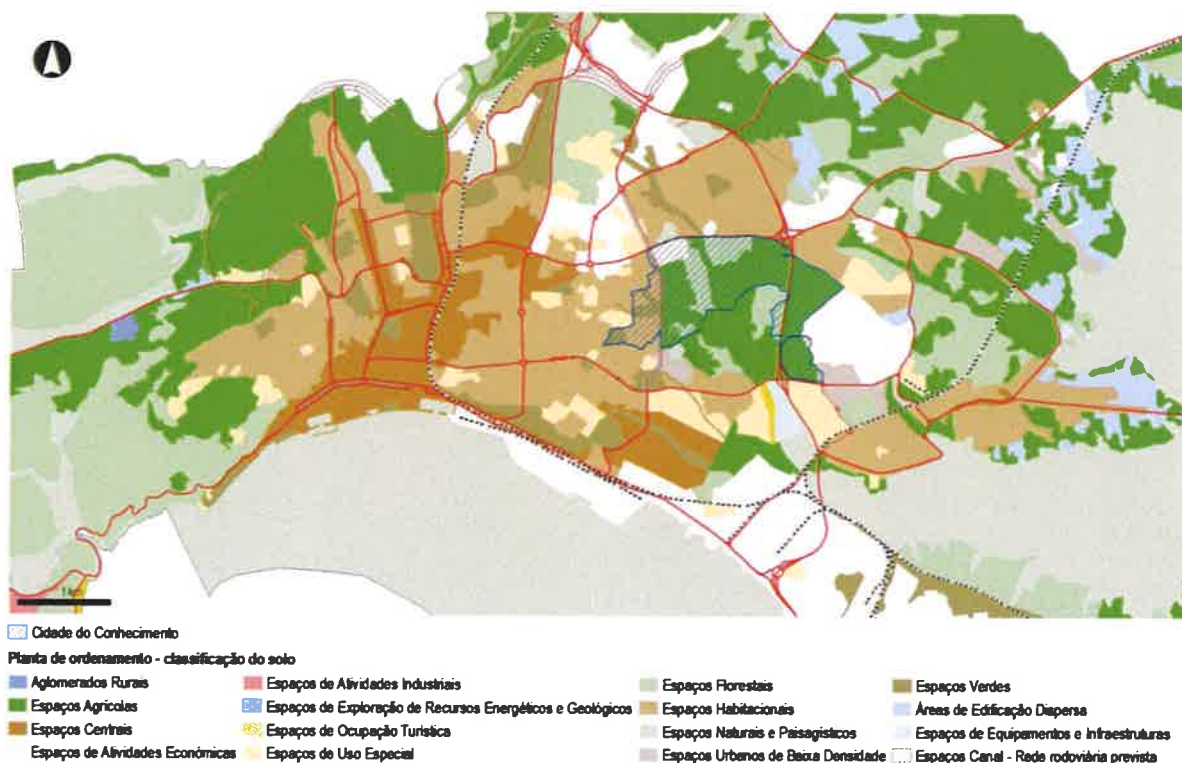 1 km
Cidade do Conhecimento
Planta de ordenamento - classificação do solo
Aglomerados Rurais
Espaços Agrícolas
Espaços Centrais
Espaços de Atividades Económicas
Espaços de Atividades Industriais
Espaços de Exploração de Recursos Energéticos e Geológicos
Espaços de Ocupação Turística
Espaços de Uso Especial
Espaços Florestais
Espaços Habitacionais
Espaços Naturais e Paisagísticos
Espaços Urbanos de Baixa Densidade
Espaços Verdes
Áreas de Edificação Dispersa
Espaços de Equipamentos e Infraestruturas
Espaços Canal - Rede rodoviária prevista